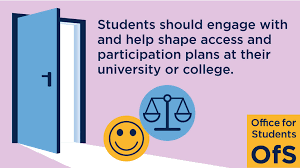 Students should engage with
and help shape access and
participation plans at their
university or college.
Office for
Students
OfS